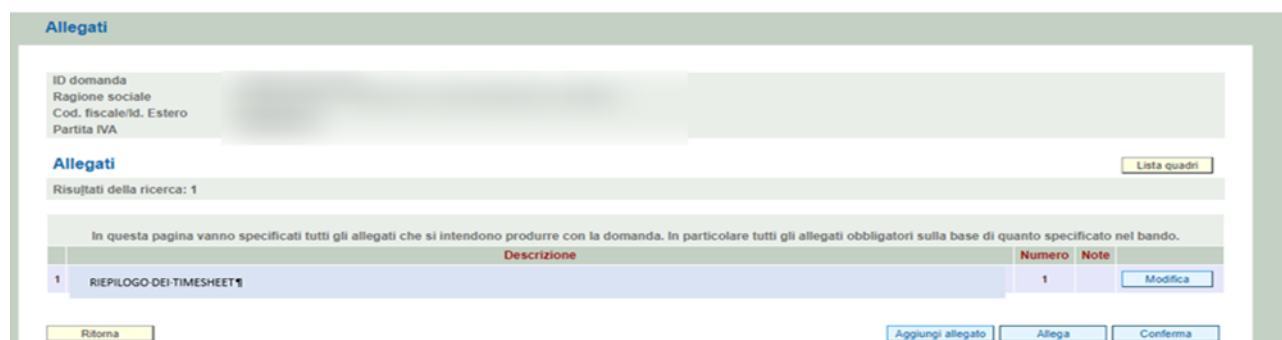 Allegati
ID domanda
Ragione sociale
Cod. fiscale/Id. Estero
Partita IVA
Allegati
Lista quadri
Risultati della ricerca: 1
In questa pagina vanno specificati tutti gli allegati che si intendono produrre con la domanda. In particolare tutti gli allegati obbligatori sulla base di quanto specificato nel bando.
Descrizione Numero Note
1 RIEPILOGO·DEI·TIMESHEET¶ 1 Modifica
Ritorna Aggiungi allegato Allega Conferma